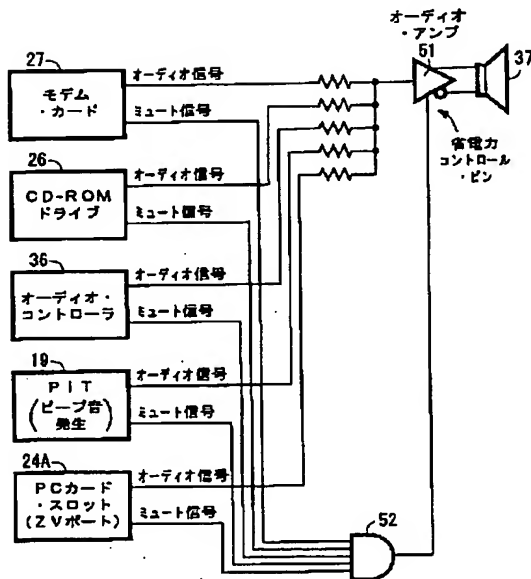 オーディオ
・アンプ
51
37
省電力
コントロール
・ピン
27
モデム
・カード
オーディオ信号
ミュート信号
26
CD-ROM
ドライブ
オーディオ信号
ミュート信号
36
オーディオ・
コントローラ
オーディオ信号
ミュート信号
19
PIT
(ビープ音
発生)
オーディオ信号
ミュート信号
24A
PCカード
・スロット
(ZVポート)
オーディオ信号
ミュート信号
52